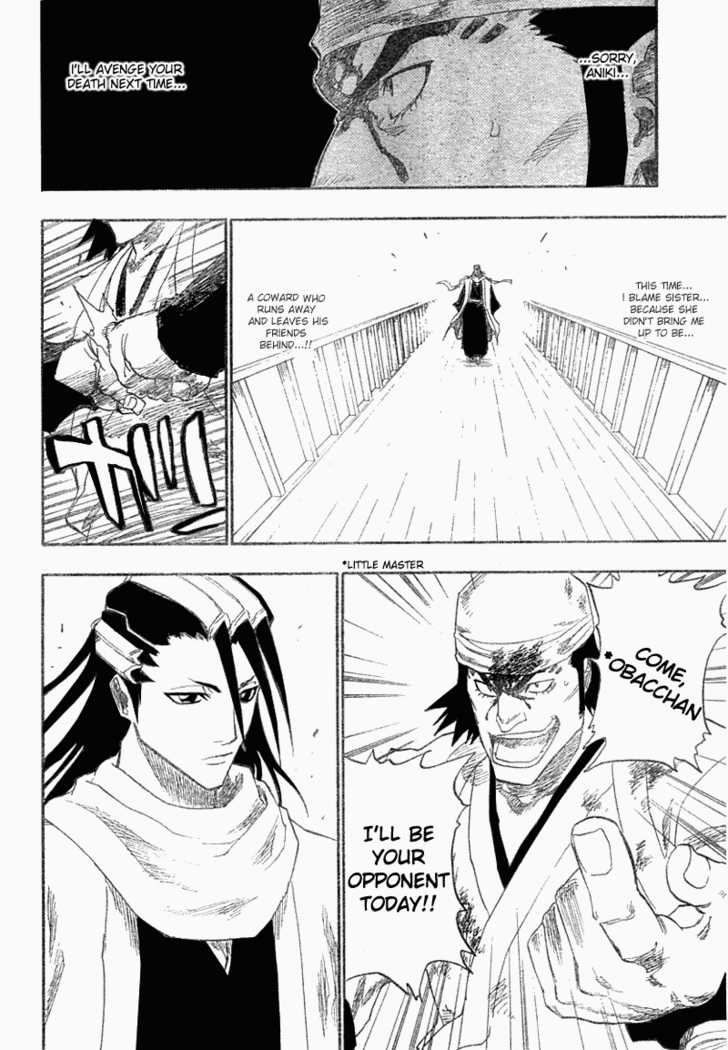 ...SORRY,
ANIKI...
I'LL AVENGE YOUR
DEATH NEXT TIME...
THIS TIME...
I BLAME SISTER...
BECAUSE SHE
DIDN'T BRING ME
UP TO BE...
A COWARD WHO
RUNS AWAY
AND LEAVES HIS
FRIENDS
BEHIND...!!
*LITTLE MASTER
COME,
*OBACCHAN
I'LL BE
YOUR
OPPONENT
TODAY!!